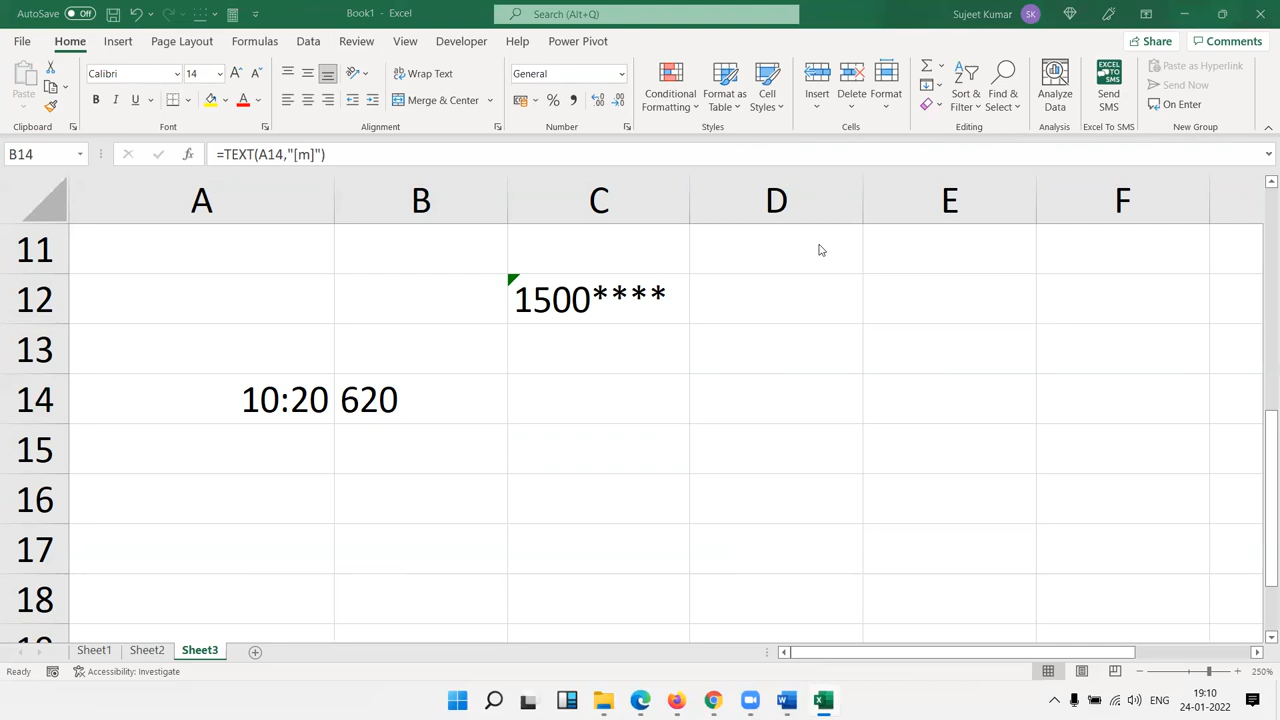 AutoSave Off Book1 - Excel Search (Alt+Q) Sujeet Kumar SK
File Home Insert Page Layout Formulas Data Review View Developer Help Power Pivot Share Comments
Paste Calibri 14 A A Wrap Text General Conditional Formatting Format as Table Cell Styles Insert Delete Format Sort & Filter Find & Select Analyze Data Send SMS Paste as Hyperlink
Send Now
B I U A Merge & Center % On Enter
Clipboard Font Alignment Number Styles Cells Editing Analysis Excel To SMS New Group
B14 fx =TEXT(A14,"[m]")
A B C D E F
11
12 1500****
13
14 10:20 620
15
16
17
18
Sheet1 Sheet2 Sheet3
Ready Accessibility: Investigate 250%
ENG 19:10
24-01-2022